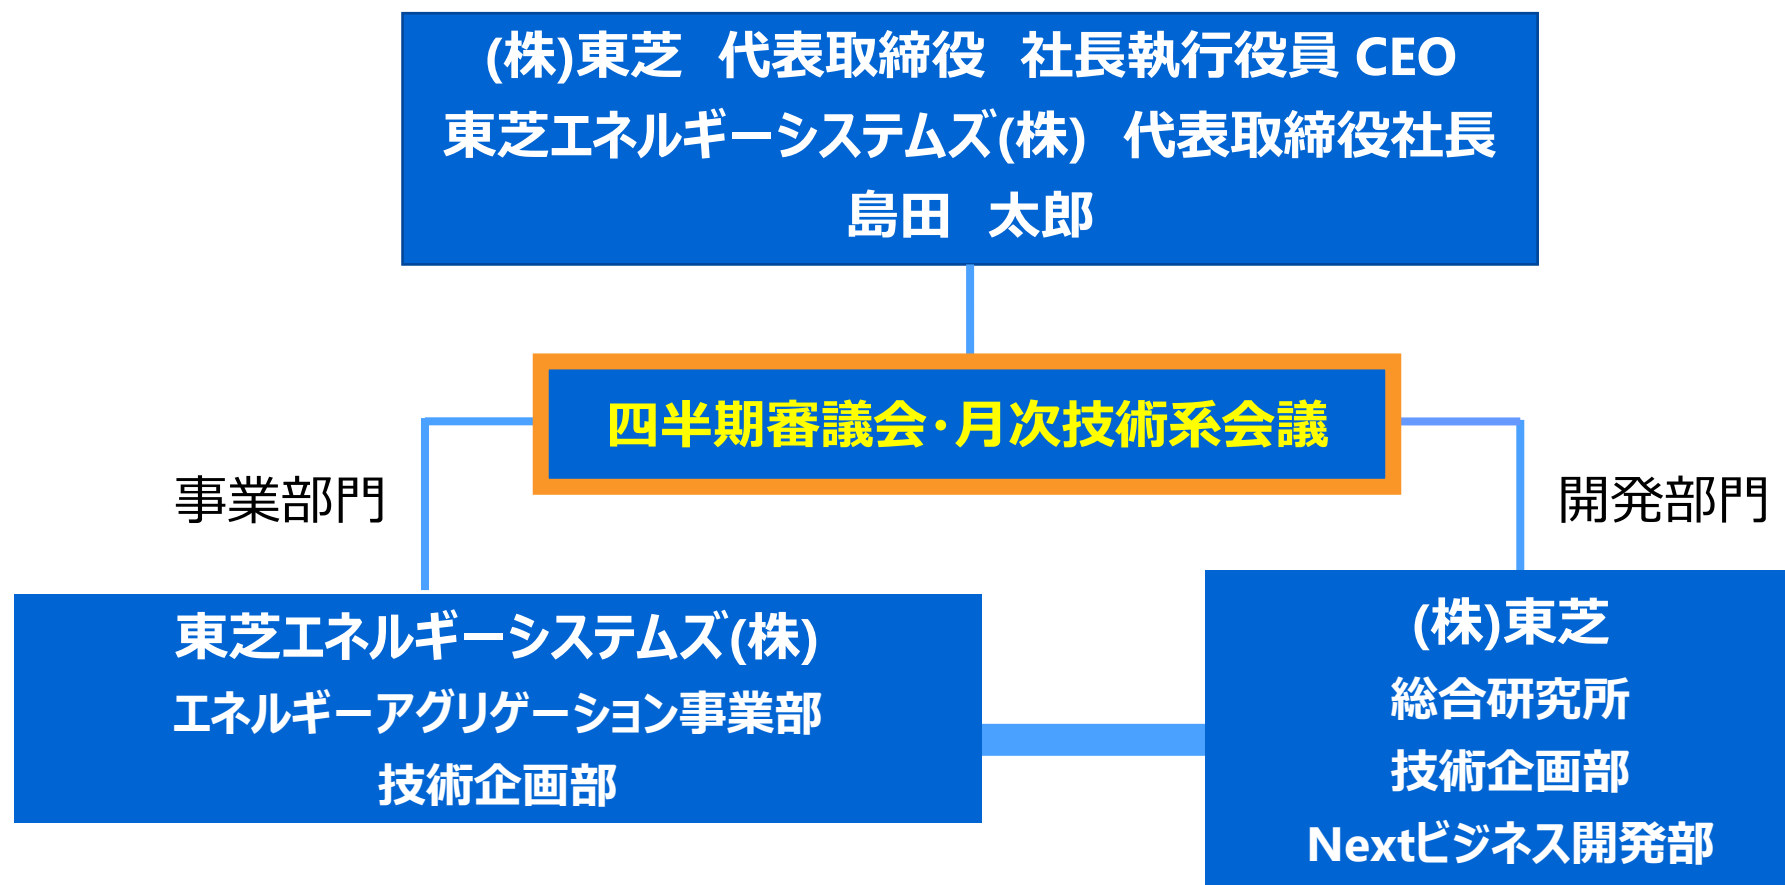 (株)東芝　代表取締役　社長執行役員 CEO
東芝エネルギーシステムズ(株)　代表取締役社長
島田　太郎
四半期審議会・月次技術系会議
事業部門
開発部門
東芝エネルギーシステムズ(株)
エネルギーアグリゲーション事業部
技術企画部
(株)東芝
総合研究所
技術企画部
Nextビジネス開発部